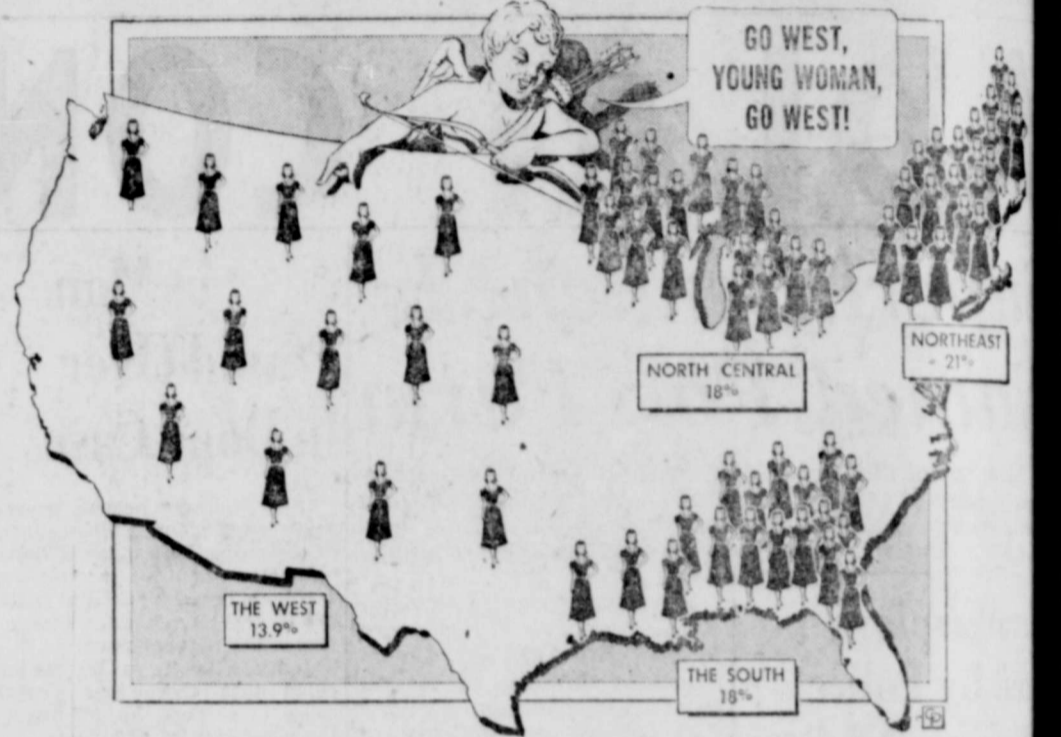 GO WEST,
YOUNG WOMAN,
GO WEST!
NORTHEAST
21%
NORTH CENTRAL
18%
THE WEST
13.9%
THE SOUTH
18%